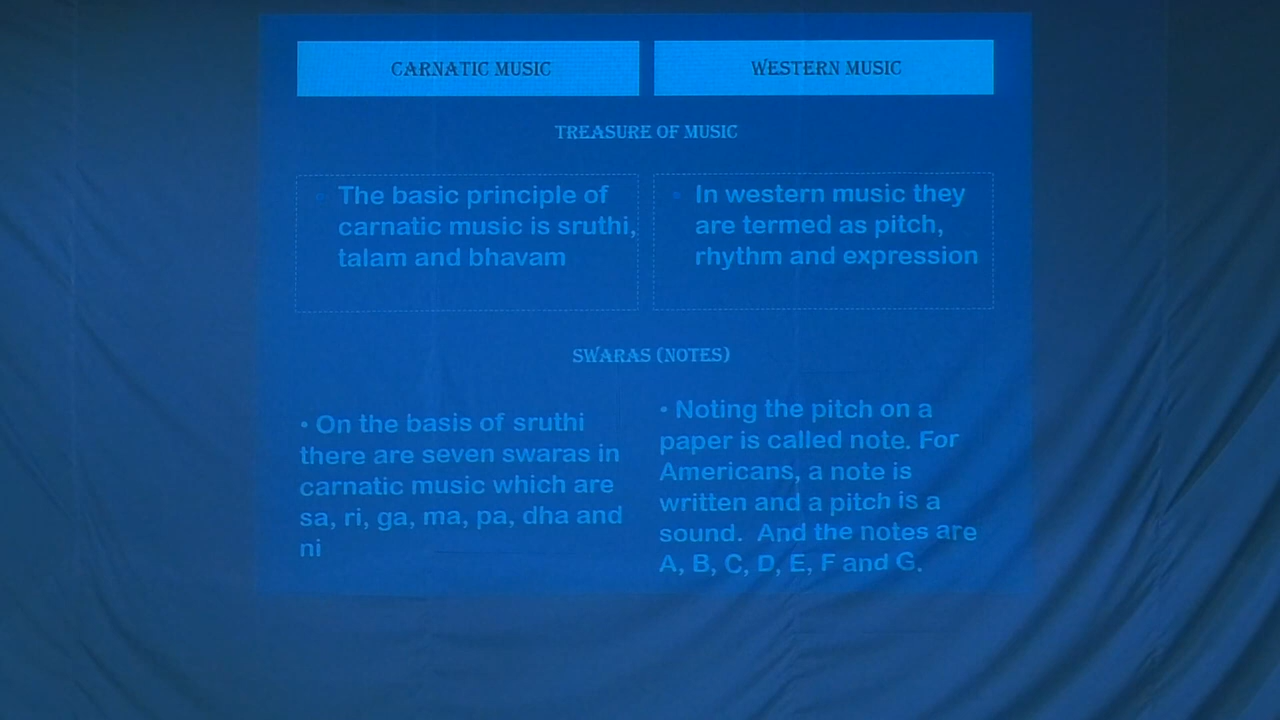 CARNATIC MUSIC
WESTERN MUSIC
TREASURE OF MUSIC
The basic principle of
carnatic music is sruthi,
talam and bhavam
In western music they
are termed as pitch,
rhythm and expression
SWARAS (NOTES)
• On the basis of sruthi
there are seven swaras in
carnatic music which are
sa, ri, ga, ma, pa, dha and
ni
• Noting the pitch on a
paper is called note. For
Americans, a note is
written and a pitch is a
sound.  And the notes are
A, B, C, D, E, F and G.